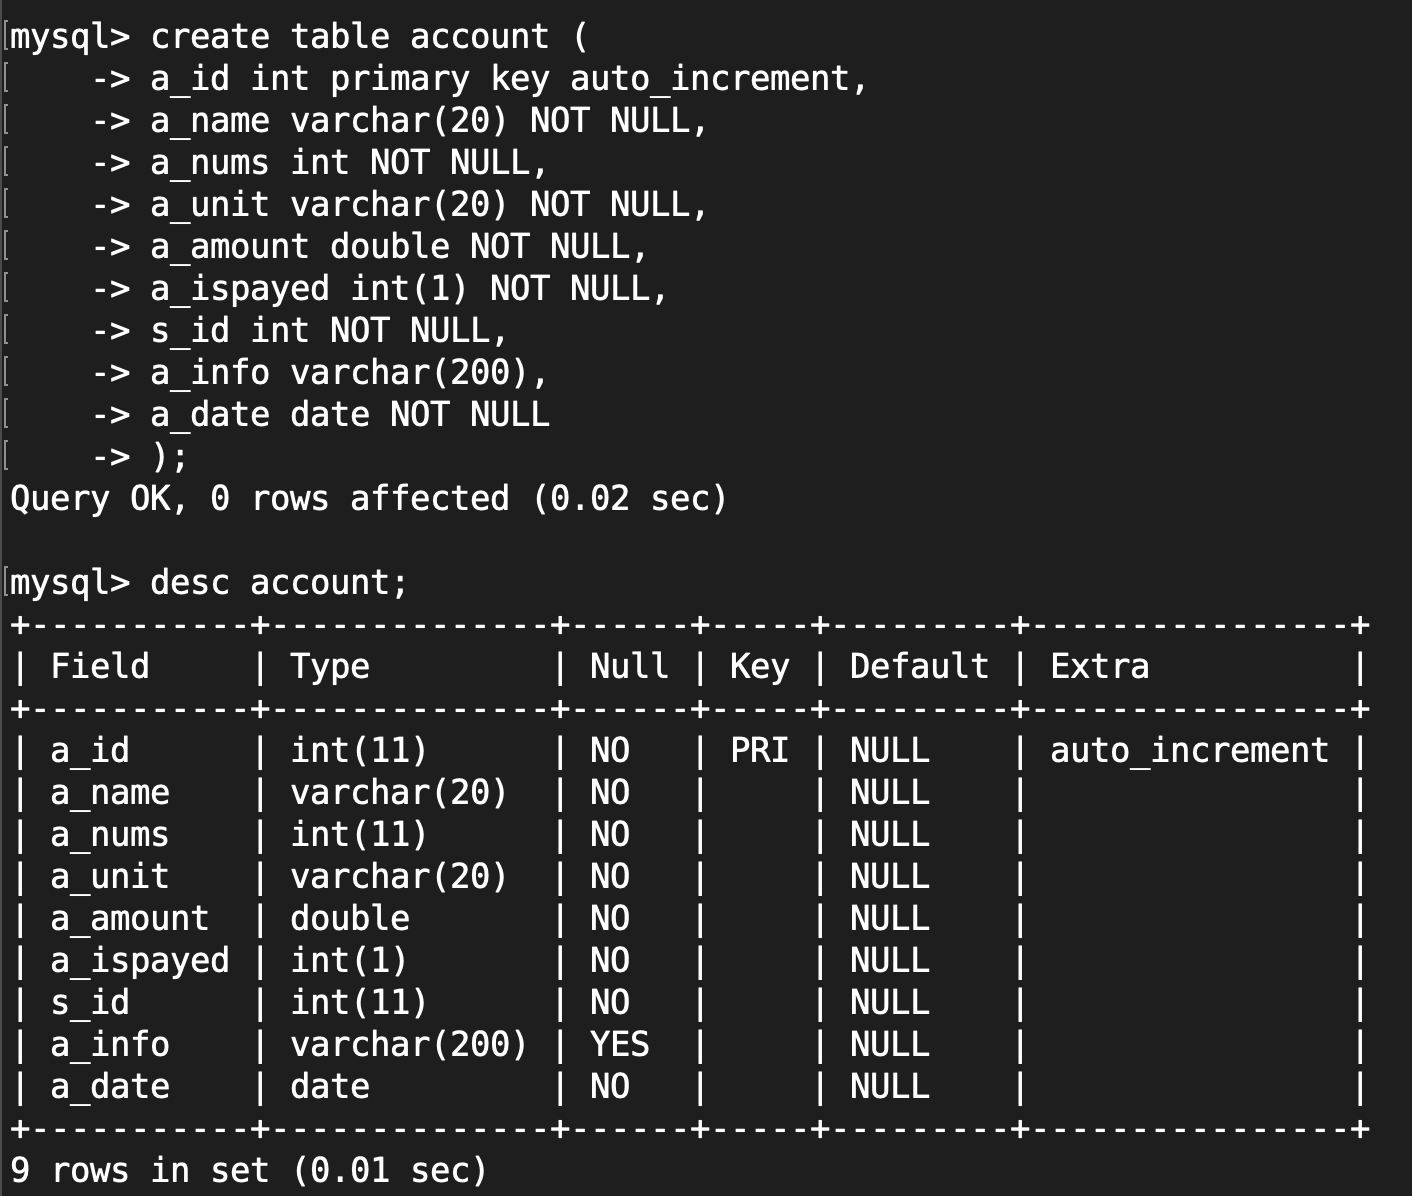 mysql> create table account (
    -> a_id int primary key auto_increment,
    -> a_name varchar(20) NOT NULL,
    -> a_nums int NOT NULL,
    -> a_unit varchar(20) NOT NULL,
    -> a_amount double NOT NULL,
    -> a_ispayed int(1) NOT NULL,
    -> s_id int NOT NULL,
    -> a_info varchar(200),
    -> a_date date NOT NULL
    -> );
Query OK, 0 rows affected (0.02 sec)

mysql> desc account;
+-----------+--------------+------+-----+---------+----------------+
| Field     | Type         | Null | Key | Default | Extra          |
+-----------+--------------+------+-----+---------+----------------+
| a_id      | int(11)      | NO   | PRI | NULL    | auto_increment |
| a_name    | varchar(20)  | NO   |     | NULL    |                |
| a_nums    | int(11)      | NO   |     | NULL    |                |
| a_unit    | varchar(20)  | NO   |     | NULL    |                |
| a_amount  | double       | NO   |     | NULL    |                |
| a_ispayed | int(1)       | NO   |     | NULL    |                |
| s_id      | int(11)      | NO   |     | NULL    |                |
| a_info    | varchar(200) | YES  |     | NULL    |                |
| a_date    | date         | NO   |     | NULL    |                |
+-----------+--------------+------+-----+---------+----------------+
9 rows in set (0.01 sec)